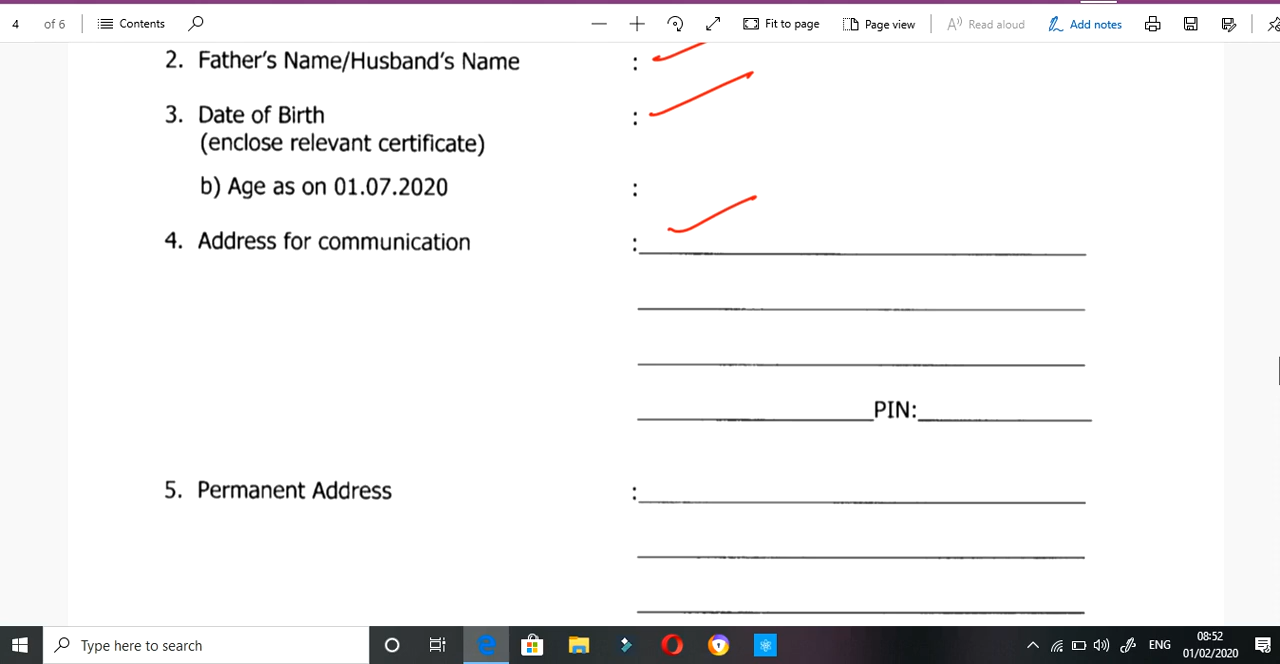 4 of 6 Contents Fit to page Page view Read aloud Add notes
2. Father's Name/Husband's Name :
3. Date of Birth :
(enclose relevant certificate)
b) Age as on 01.07.2020 :
4. Address for communication :
PIN:
5. Permanent Address :
Type here to search
ENG
08:52
01/02/2020